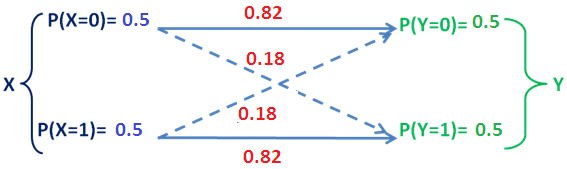 0.82
P(X=0)= 0.5
P(Y=0)= 0.5
0.18
X
Y
0.18
P(X=1)= 0.5
P(Y=1)= 0.5
0.82